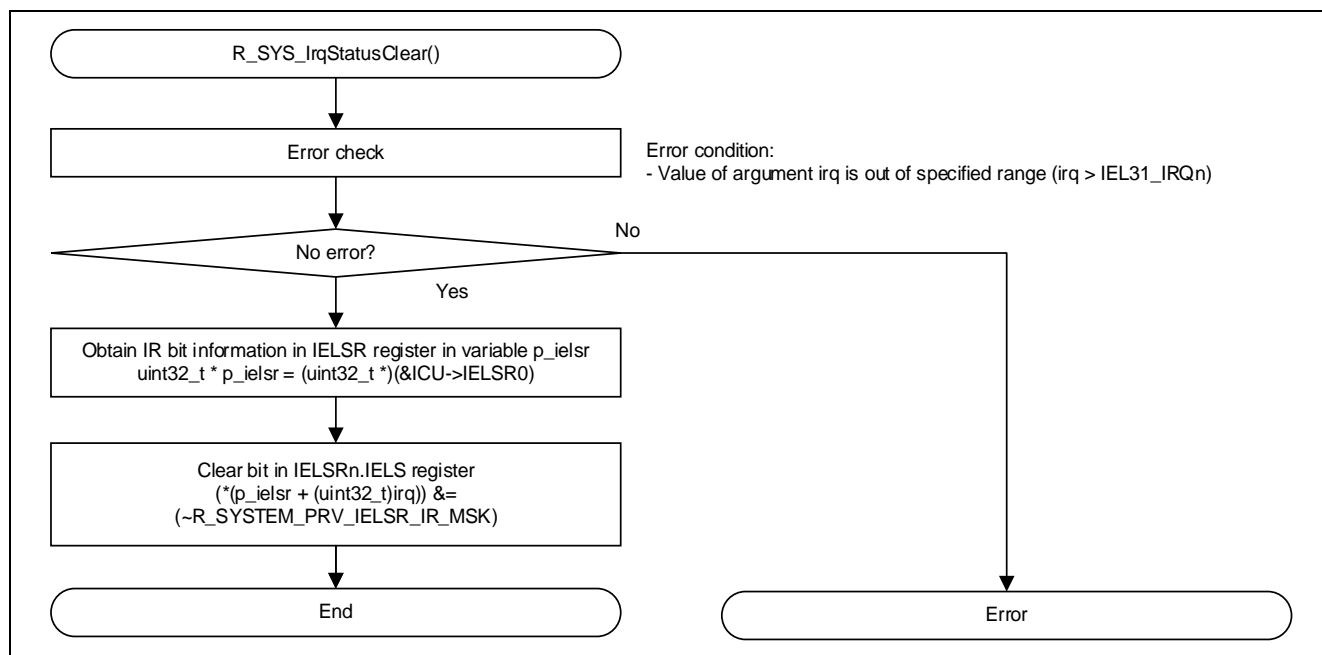 R_SYS_IrqStatusClear()
Error check
Error condition:
- Value of argument irq is out of specified range (irq > IEL31_IRQn)
No error?
No
Yes
Obtain IR bit information in IELSR register in variable p_ielsr
uint32_t * p_ielsr = (uint32_t *)(&ICU->IELSR0)
Clear bit in IELSRn.IELS register
(*(p_ielsr + (uint32_t)irq)) &=
(~R_SYSTEM_PRV_IELSR_IR_MSK)
End
Error